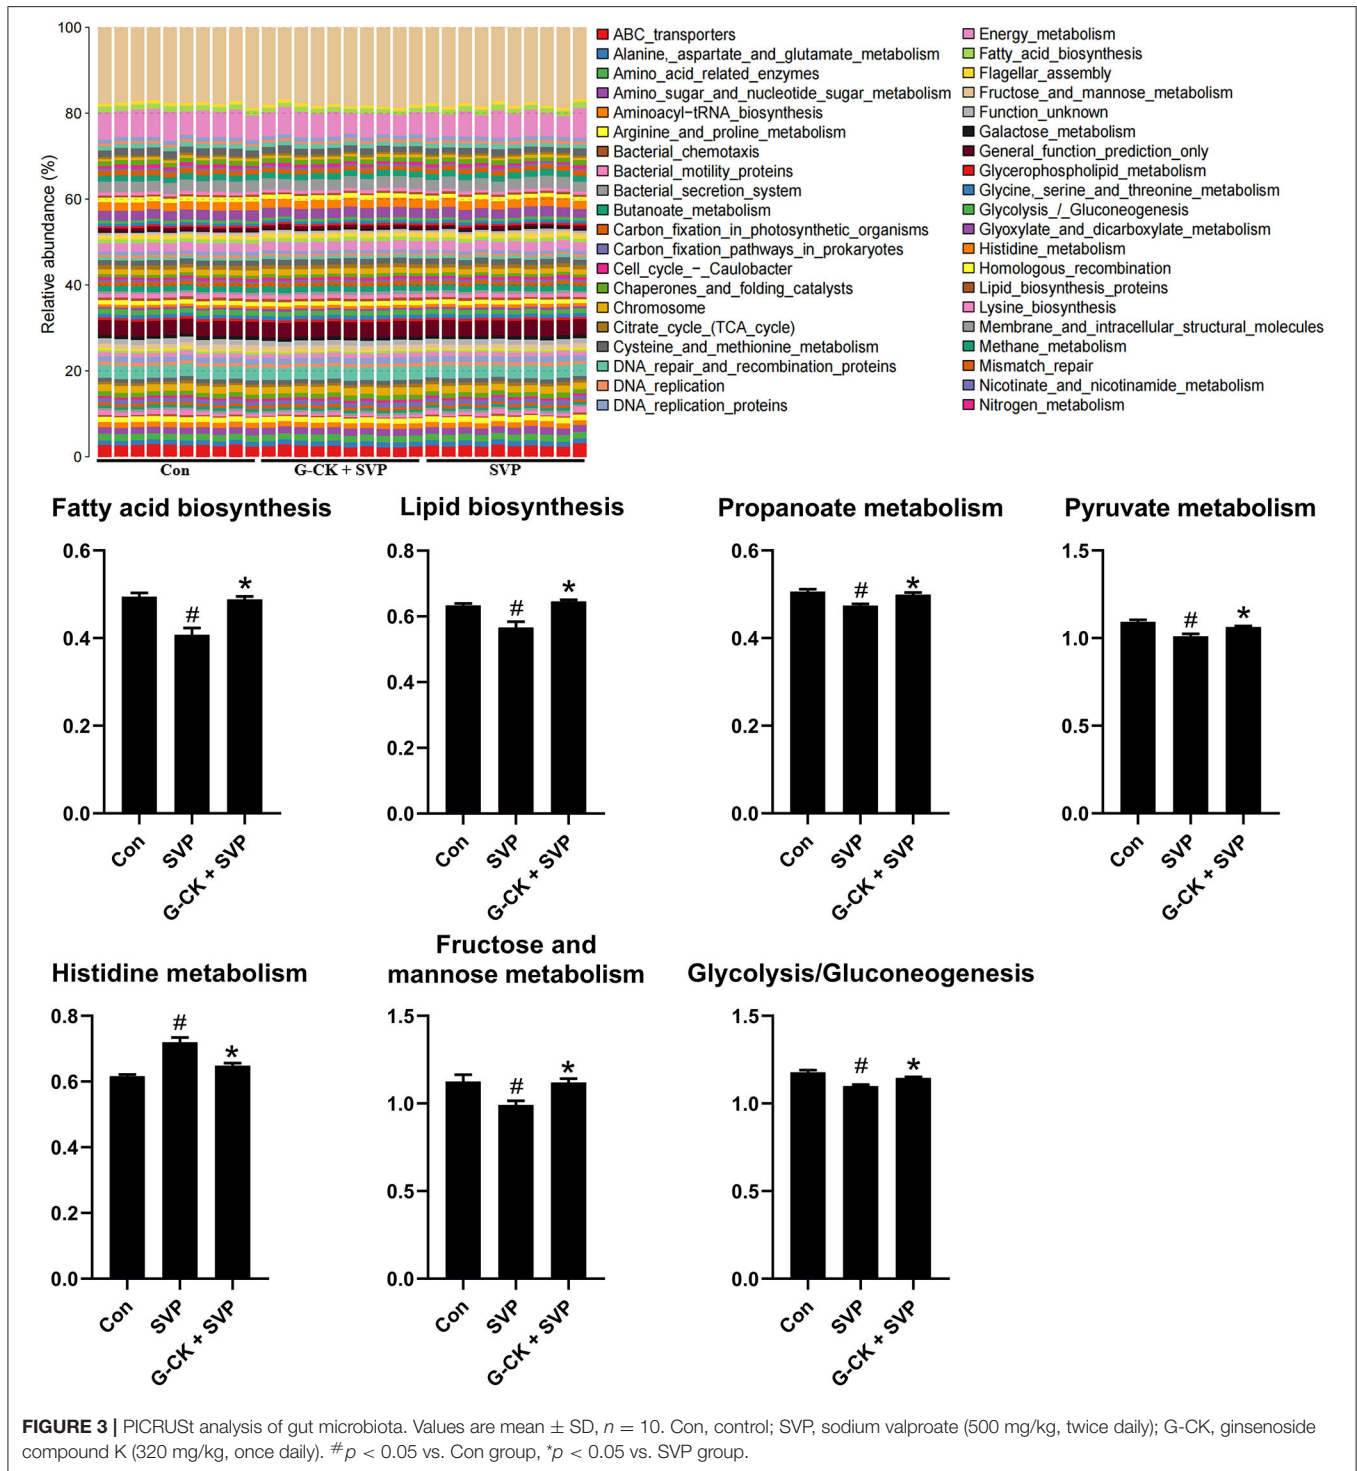 100
80
60
40
20
0
Relative abundance (%)
Con
G-CK + SVP
SVP
ABC_transporters
Alanine,_aspartate_and_glutamate_metabolism
Amino_acid_related_enzymes
Amino_sugar_and_nucleotide_sugar_metabolism
Aminoacyl-tRNA_biosynthesis
Arginine_and_proline_metabolism
Bacterial_chemotaxis
Bacterial_motility_proteins
Bacterial_secretion_system
Butanoate_metabolism
Carbon_fixation_in_photosynthetic_organisms
Carbon_fixation_pathways_in_prokaryotes
Cell_cycle_-_Caulobacter
Chaperones_and_folding_catalysts
Chromosome
Citrate_cycle_(TCA_cycle)
Cysteine_and_methionine_metabolism
DNA_repair_and_recombination_proteins
DNA_replication
DNA_replication_proteins
Energy_metabolism
Fatty_acid_biosynthesis
Flagellar_assembly
Fructose_and_mannose_metabolism
Function_unknown
Galactose_metabolism
General_function_prediction_only
Glycerophospholipid_metabolism
Glycine,_serine_and_threonine_metabolism
Glycolysis_/_Gluconeogenesis
Glyoxylate_and_dicarboxylate_metabolism
Histidine_metabolism
Homologous_recombination
Lipid_biosynthesis_proteins
Lysine_biosynthesis
Membrane_and_intracellular_structural_molecules
Methane_metabolism
Mismatch_repair
Nicotinate_and_nicotinamide_metabolism
Nitrogen_metabolism
Fatty acid biosynthesis
0.6
0.4
0.2
0.0
#
*
Con
SVP
G-CK + SVP
Lipid biosynthesis
0.8
0.6
0.4
0.2
0.0
#
*
Con
SVP
G-CK + SVP
Propanoate metabolism
0.6
0.4
0.2
0.0
#
*
Con
SVP
G-CK + SVP
Pyruvate metabolism
1.5
1.0
0.5
0.0
#
*
Con
SVP
G-CK + SVP
Histidine metabolism
0.8
0.6
0.4
0.2
0.0
#
*
Con
SVP
G-CK + SVP
Fructose and
mannose metabolism
1.5
1.0
0.5
0.0
#
*
Con
SVP
G-CK + SVP
Glycolysis/Gluconeogenesis
1.5
1.0
0.5
0.0
#
*
Con
SVP
G-CK + SVP
FIGURE 3 | PICRUSt analysis of gut microbiota. Values are mean ± SD, n = 10. Con, control; SVP, sodium valproate (500 mg/kg, twice daily); G-CK, ginsenoside
compound K (320 mg/kg, once daily). #p < 0.05 vs. Con group, *p < 0.05 vs. SVP group.